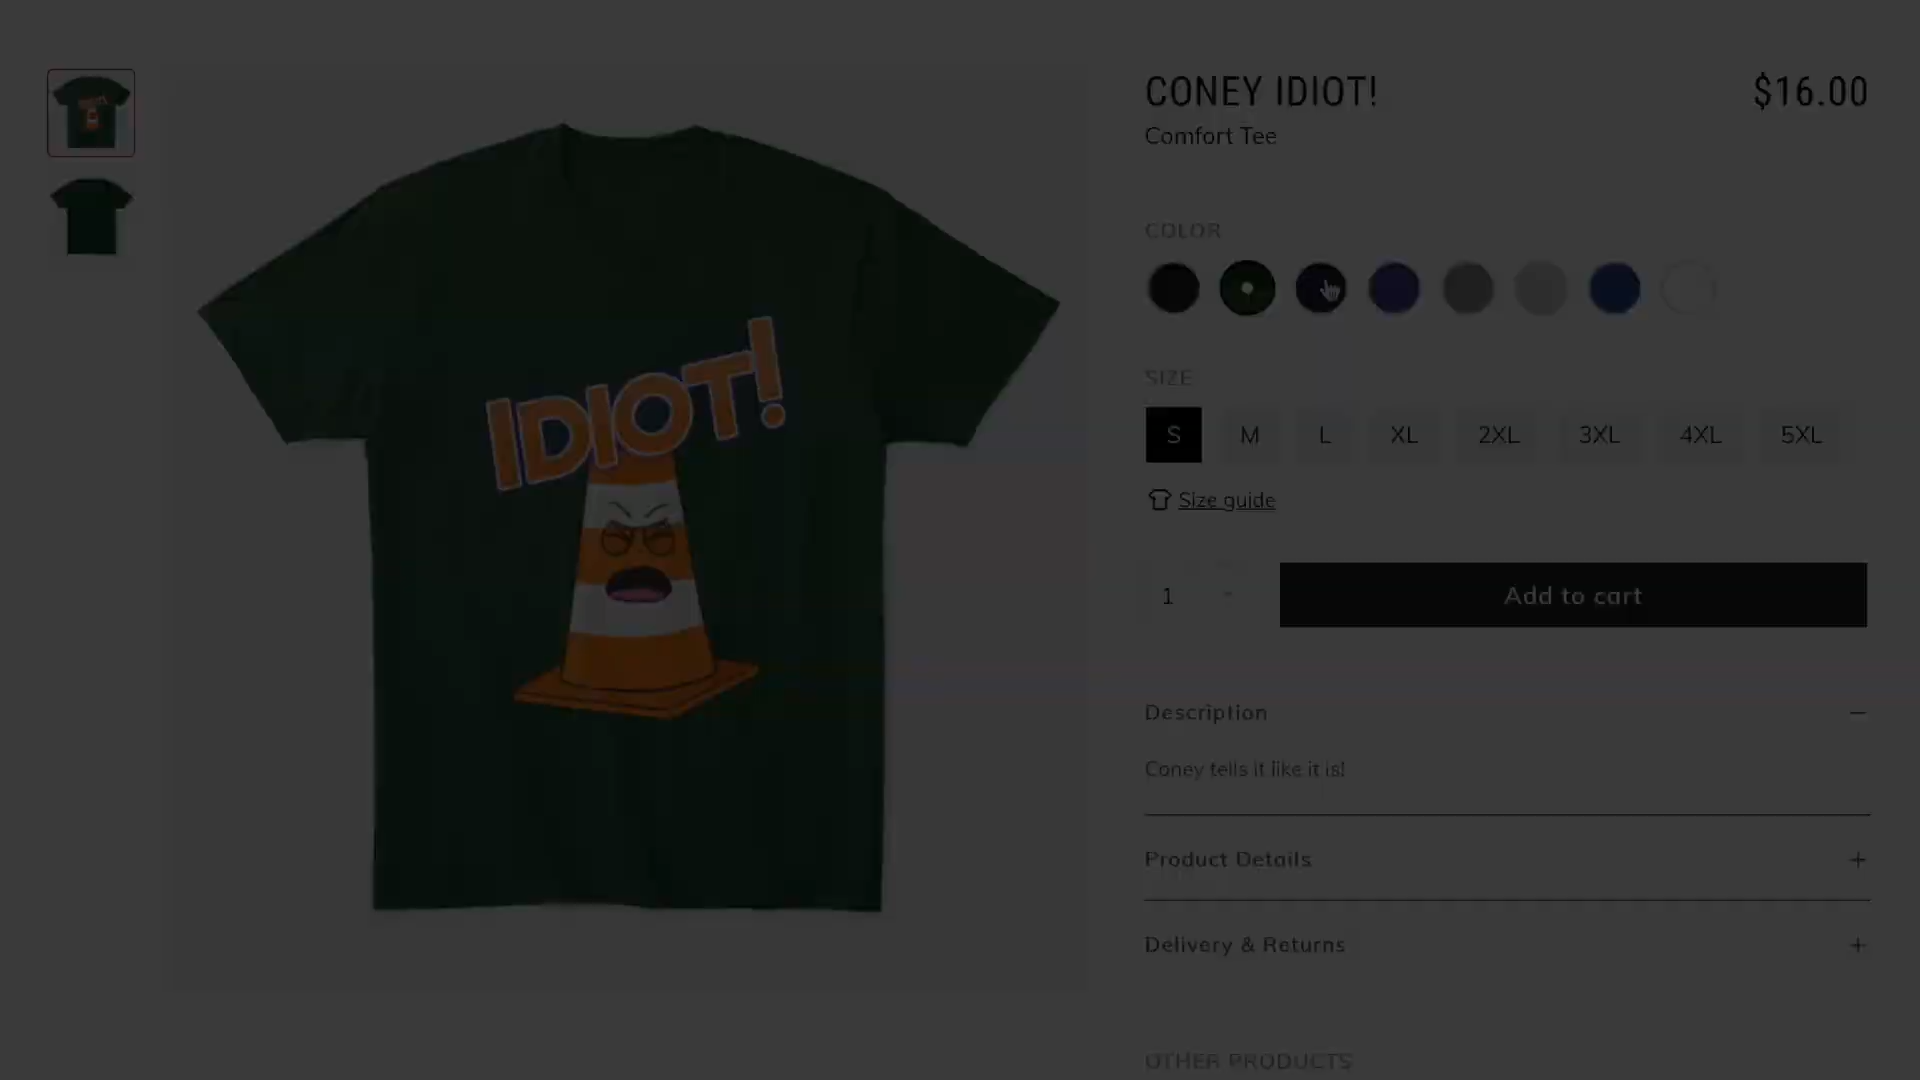 CONEY IDIOT!
$16.00
Comfort Tee
COLOR
IDIOT!
SIZE
S M L XL 2XL 3XL 4XL 5XL
Size guide
1
Add to cart
Description
Coney tells it like it is!
Product Details
Delivery & Returns
OTHER PRODUCTS